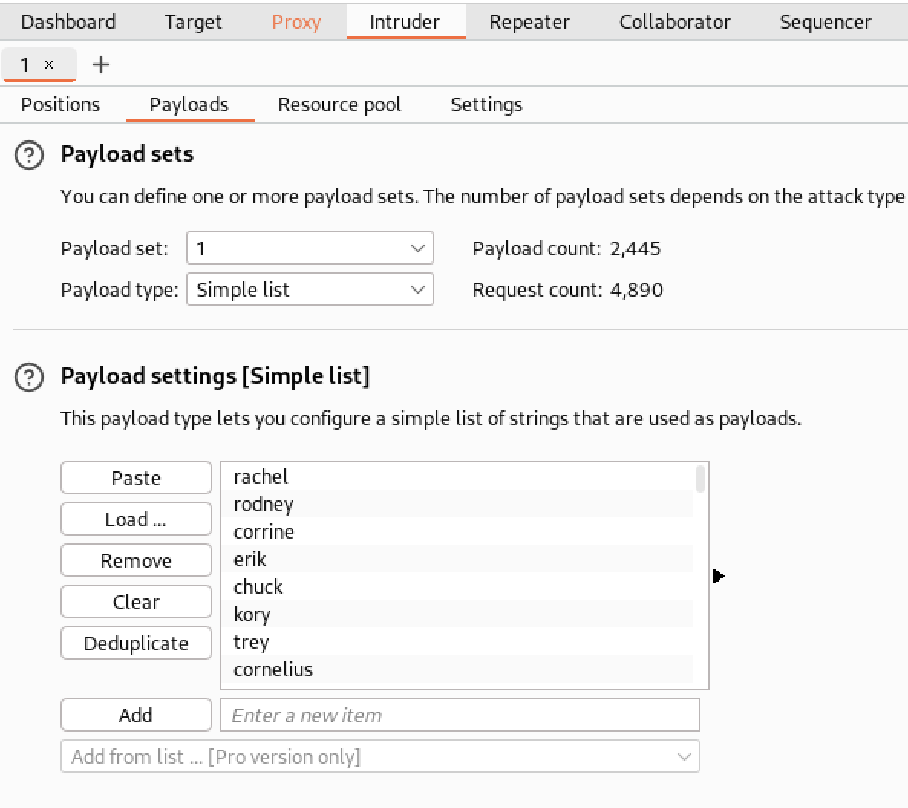 Dashboard Target Proxy Intruder Repeater Collaborator Sequencer
1 × +
Positions Payloads Resource pool Settings
? Payload sets
You can define one or more payload sets. The number of payload sets depends on the attack type
Payload set: 1 Payload count: 2,445
Payload type: Simple list Request count: 4,890
? Payload settings [Simple list]
This payload type lets you configure a simple list of strings that are used as payloads.
Paste
Load ...
Remove
Clear
Deduplicate
rachel
rodney
corrine
erik
chuck
kory
trey
cornelius
Add Enter a new item
Add from list ... [Pro version only]